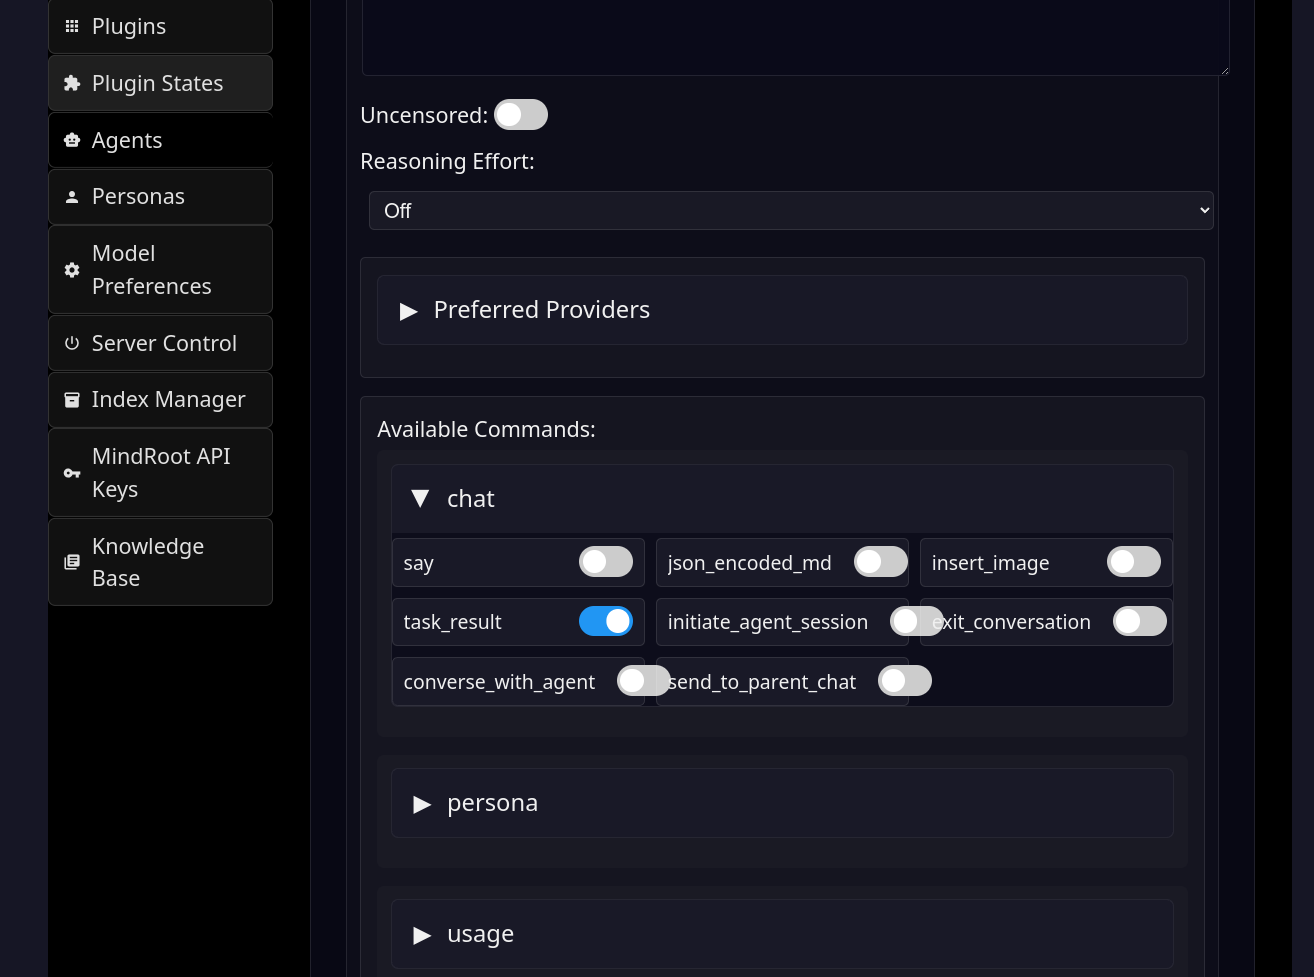 Plugins
Plugin States
Agents
Personas
Model
Preferences
Server Control
Index Manager
MindRoot API
Keys
Knowledge
Base
Uncensored:
Reasoning Effort:
Off
Preferred Providers
Available Commands:
chat
say
json_encoded_md
insert_image
task_result
initiate_agent_session
exit_conversation
converse_with_agent
send_to_parent_chat
persona
usage